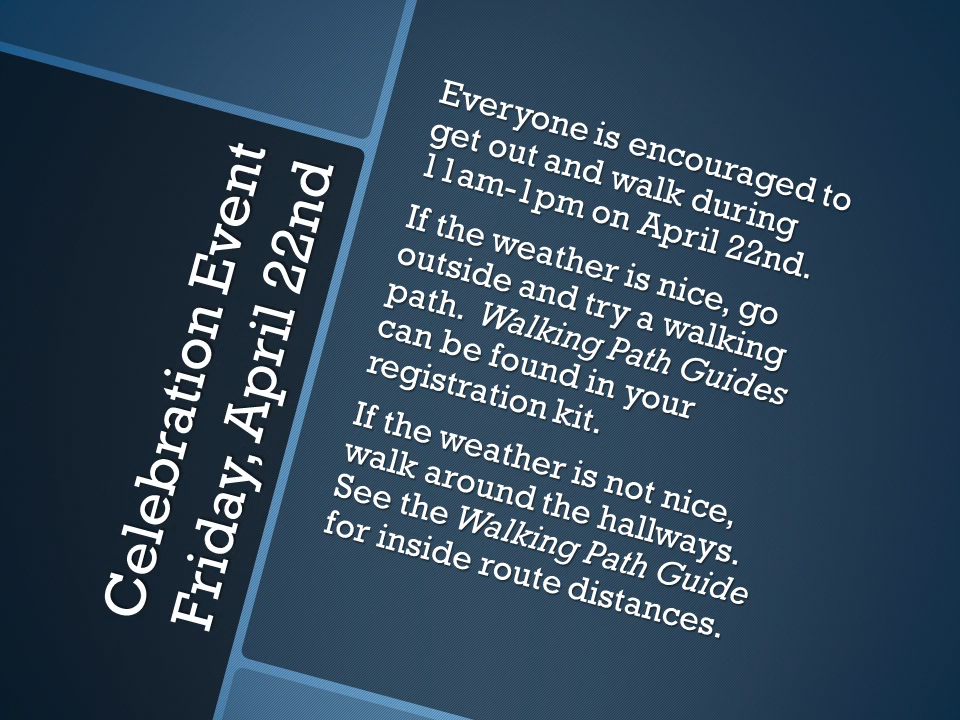 Celebration Event
Friday, April 22nd
Everyone is encouraged to
get out and walk during
11am-1pm on April 22nd.
If the weather is nice, go
outside and try a walking
path.  Walking Path Guides
can be found in your
registration kit.
If the weather is not nice,
walk around the hallways.
See the Walking Path Guide
for inside route distances.